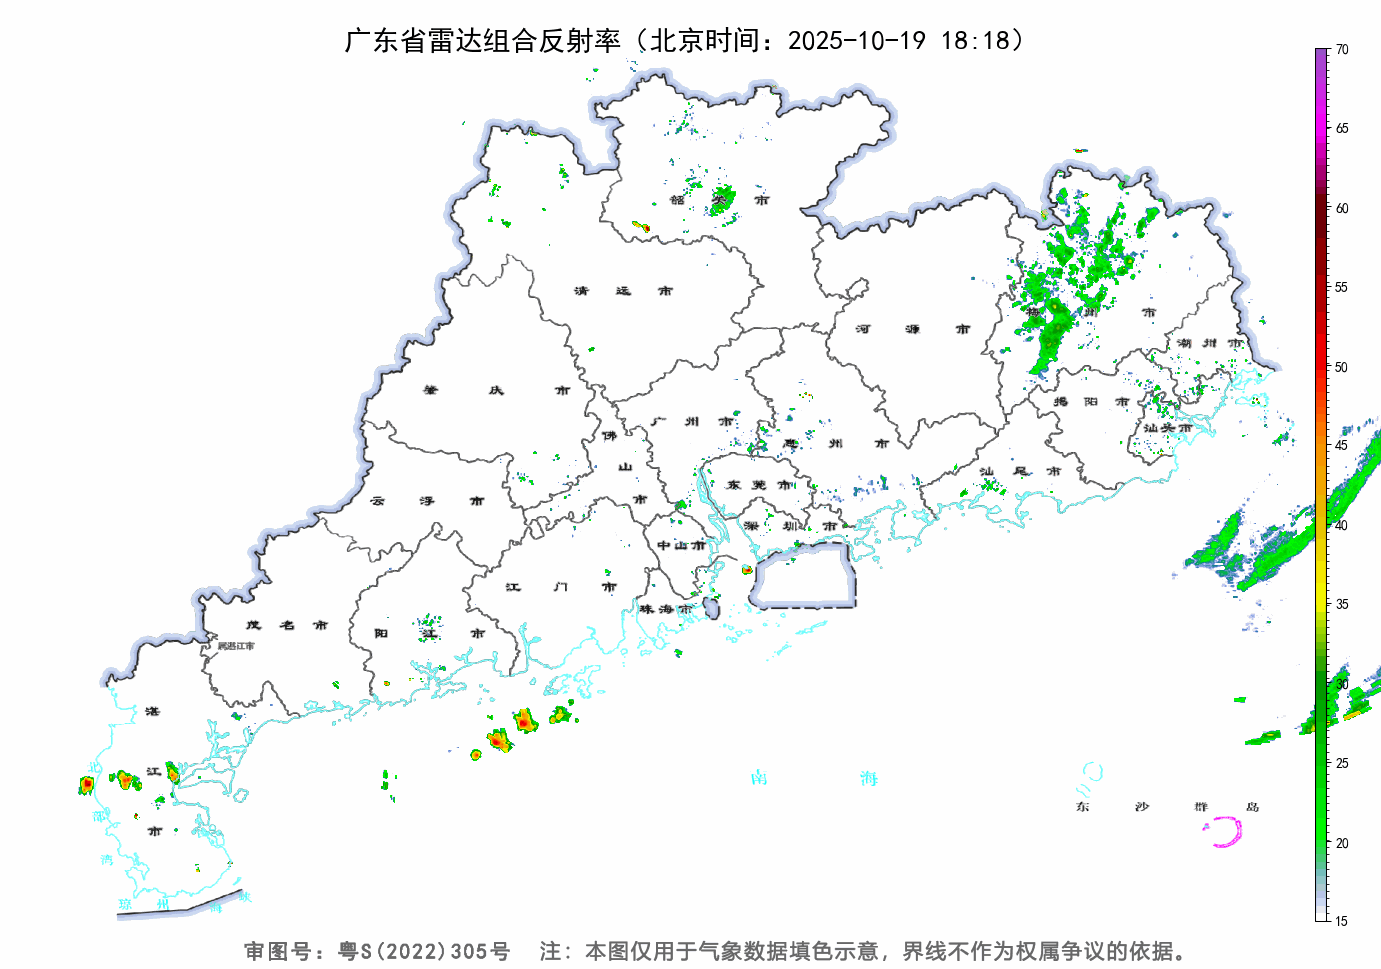 广东省雷达组合反射率（北京时间：2025-10-19 18:18）
70
65
60
55
50
45
40
35
30
25
20
15
韶关市
清远市
河源市
梅州市
潮州市
肇庆市
广州市
佛山市
惠州市
揭阳市
汕头市
汕尾市
云浮市
东莞市
深圳市
中山市
江门市
珠海市
茂名市
属湛江市
阳江市
湛江市
北部湾
南海
东沙群岛
琼州海峡
审图号：粤S(2022)305号 注：本图仅用于气象数据填色示意，界线不作为权属争议的依据。